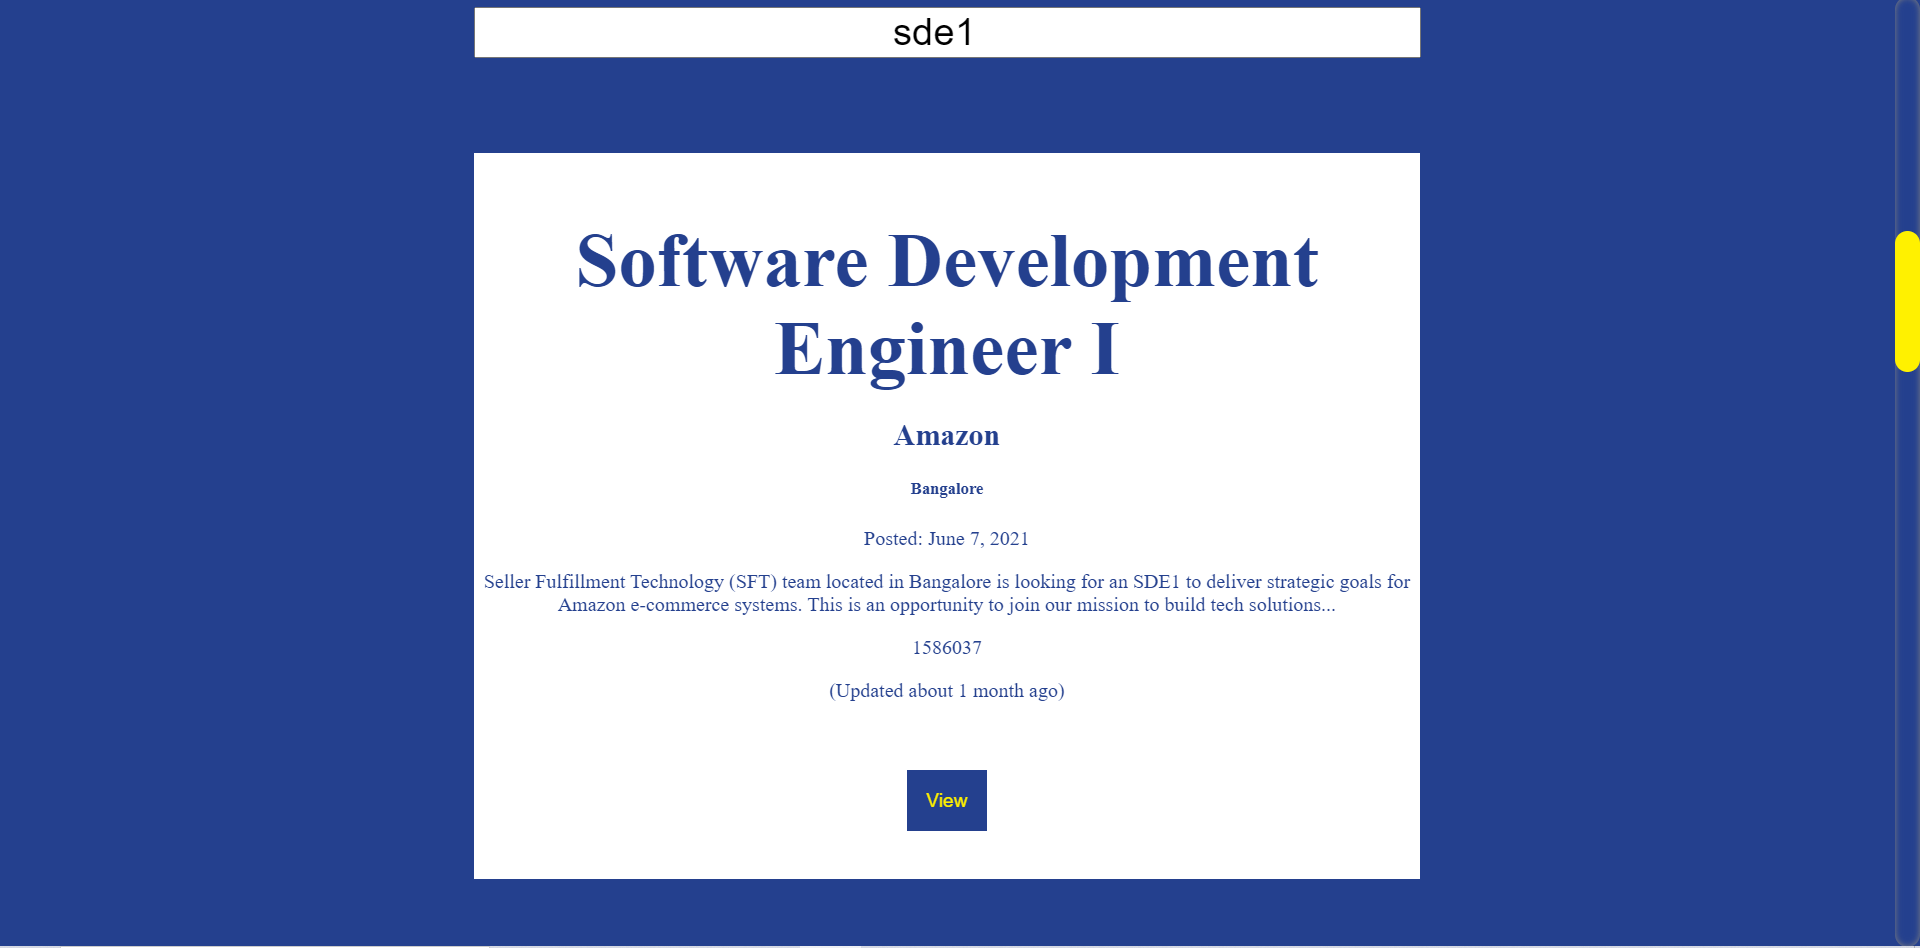 sde1
Software Development
Engineer I
Amazon
Bangalore
Posted: June 7, 2021
Seller Fulfillment Technology (SFT) team located in Bangalore is looking for an SDE1 to deliver strategic goals for
Amazon e-commerce systems. This is an opportunity to join our mission to build tech solutions...
1586037
(Updated about 1 month ago)
View